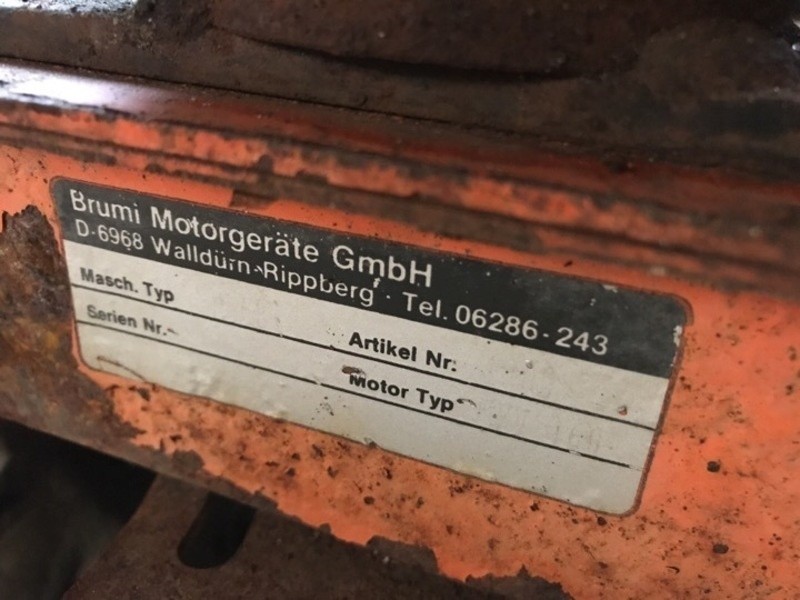 Brumi Motorgeräte GmbH
D-6968 Walldürn-Rippberg · Tel. 06286-243
Masch. Typ
Artikel Nr.
Serien Nr.
Motor Typ